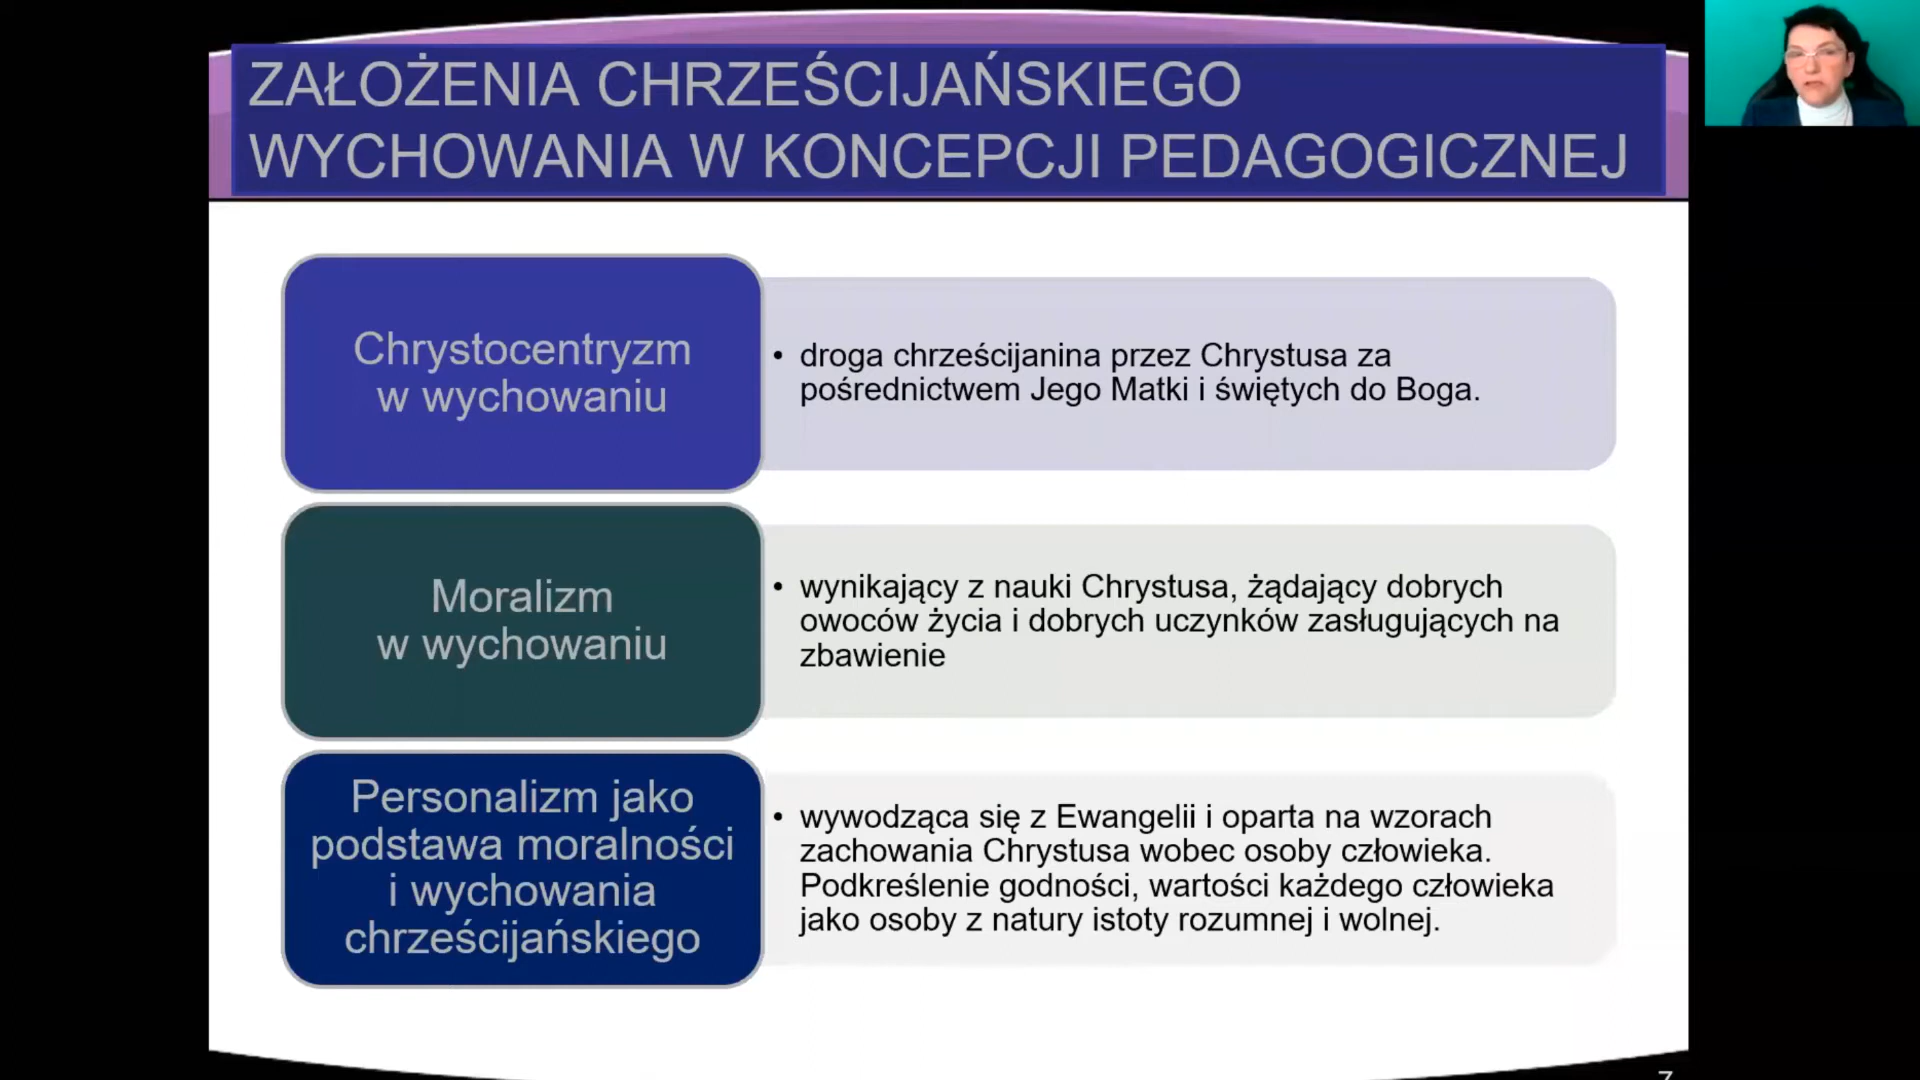 ZAŁOŻENIA CHRZEŚCIJAŃSKIEGO
WYCHOWANIA W KONCEPCJI PEDAGOGICZNEJ
Chrystocentryzm
w wychowaniu
• droga chrześcijanina przez Chrystusa za
pośrednictwem Jego Matki i świętych do Boga.
Moralizm
w wychowaniu
• wynikający z nauki Chrystusa, żądający dobrych
owoców życia i dobrych uczynków zasługujących na
zbawienie
Personalizm jako
podstawa moralności
i wychowania
chrześcijańskiego
• wywodząca się z Ewangelii i oparta na wzorach
zachowania Chrystusa wobec osoby człowieka.
Podkreślenie godności, wartości każdego człowieka
jako osoby z natury istoty rozumnej i wolnej.
7